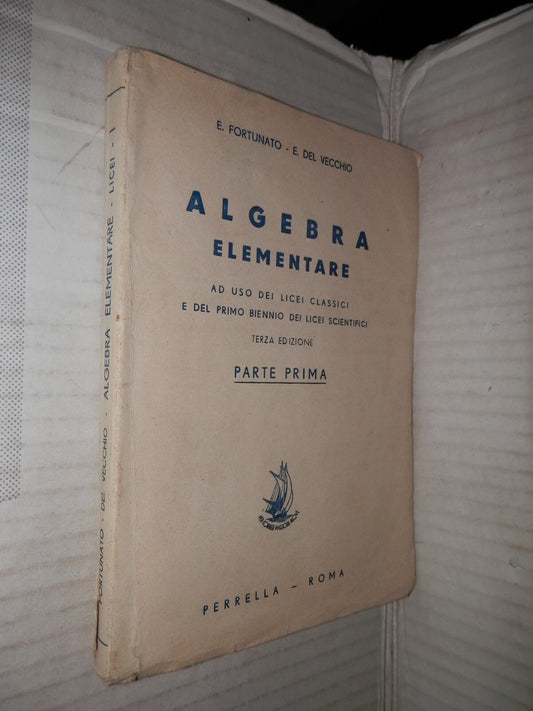 E. FORTUNATO - E. DEL VECCHIO
ALGEBRA
ELEMENTARE
AD USO DEI LICEI CLASSICI
E DEL PRIMO BIENNIO DEI LICEI SCIENTIFICI
TERZA EDIZIONE
PARTE PRIMA
PERRELLA - ROMA
FORTUNATO - DEL VECCHIO - ALGEBRA ELEMENTARE - LICEI - I